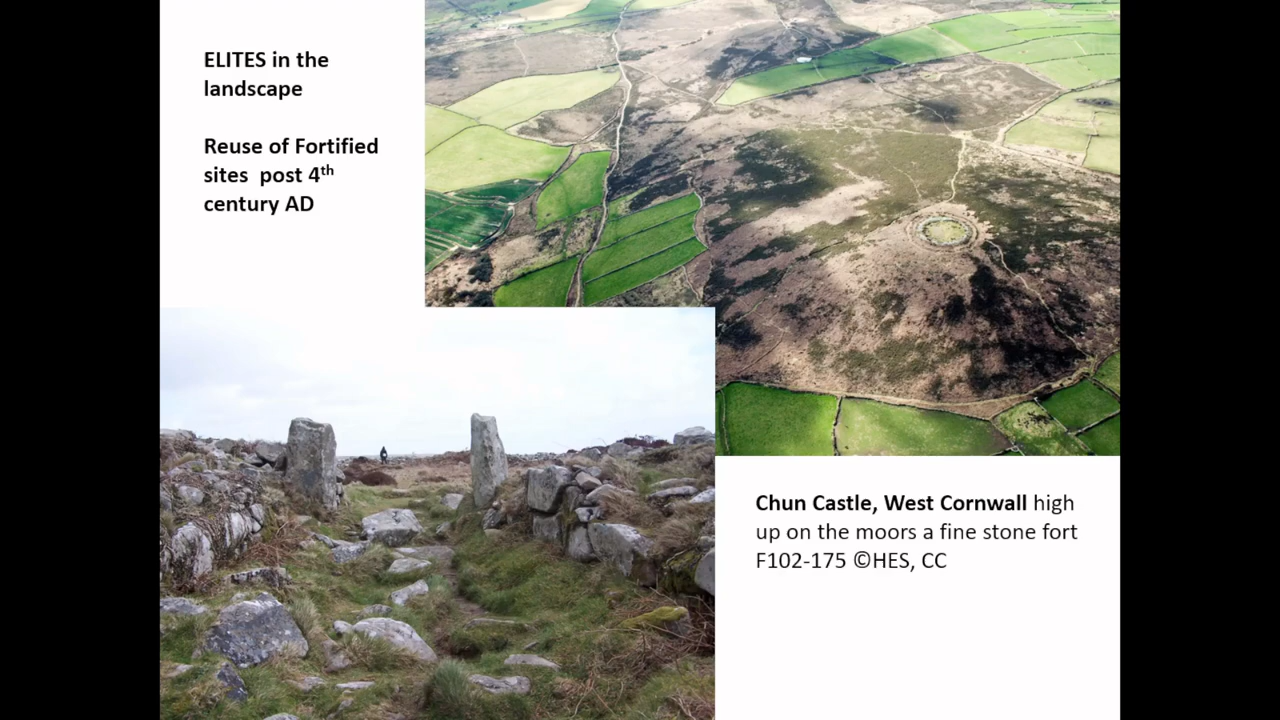 ELITES in the
landscape
Reuse of Fortified
sites  post 4th
century AD
Chun Castle, West Cornwall high
up on the moors a fine stone fort
F102-175 ©HES, CC